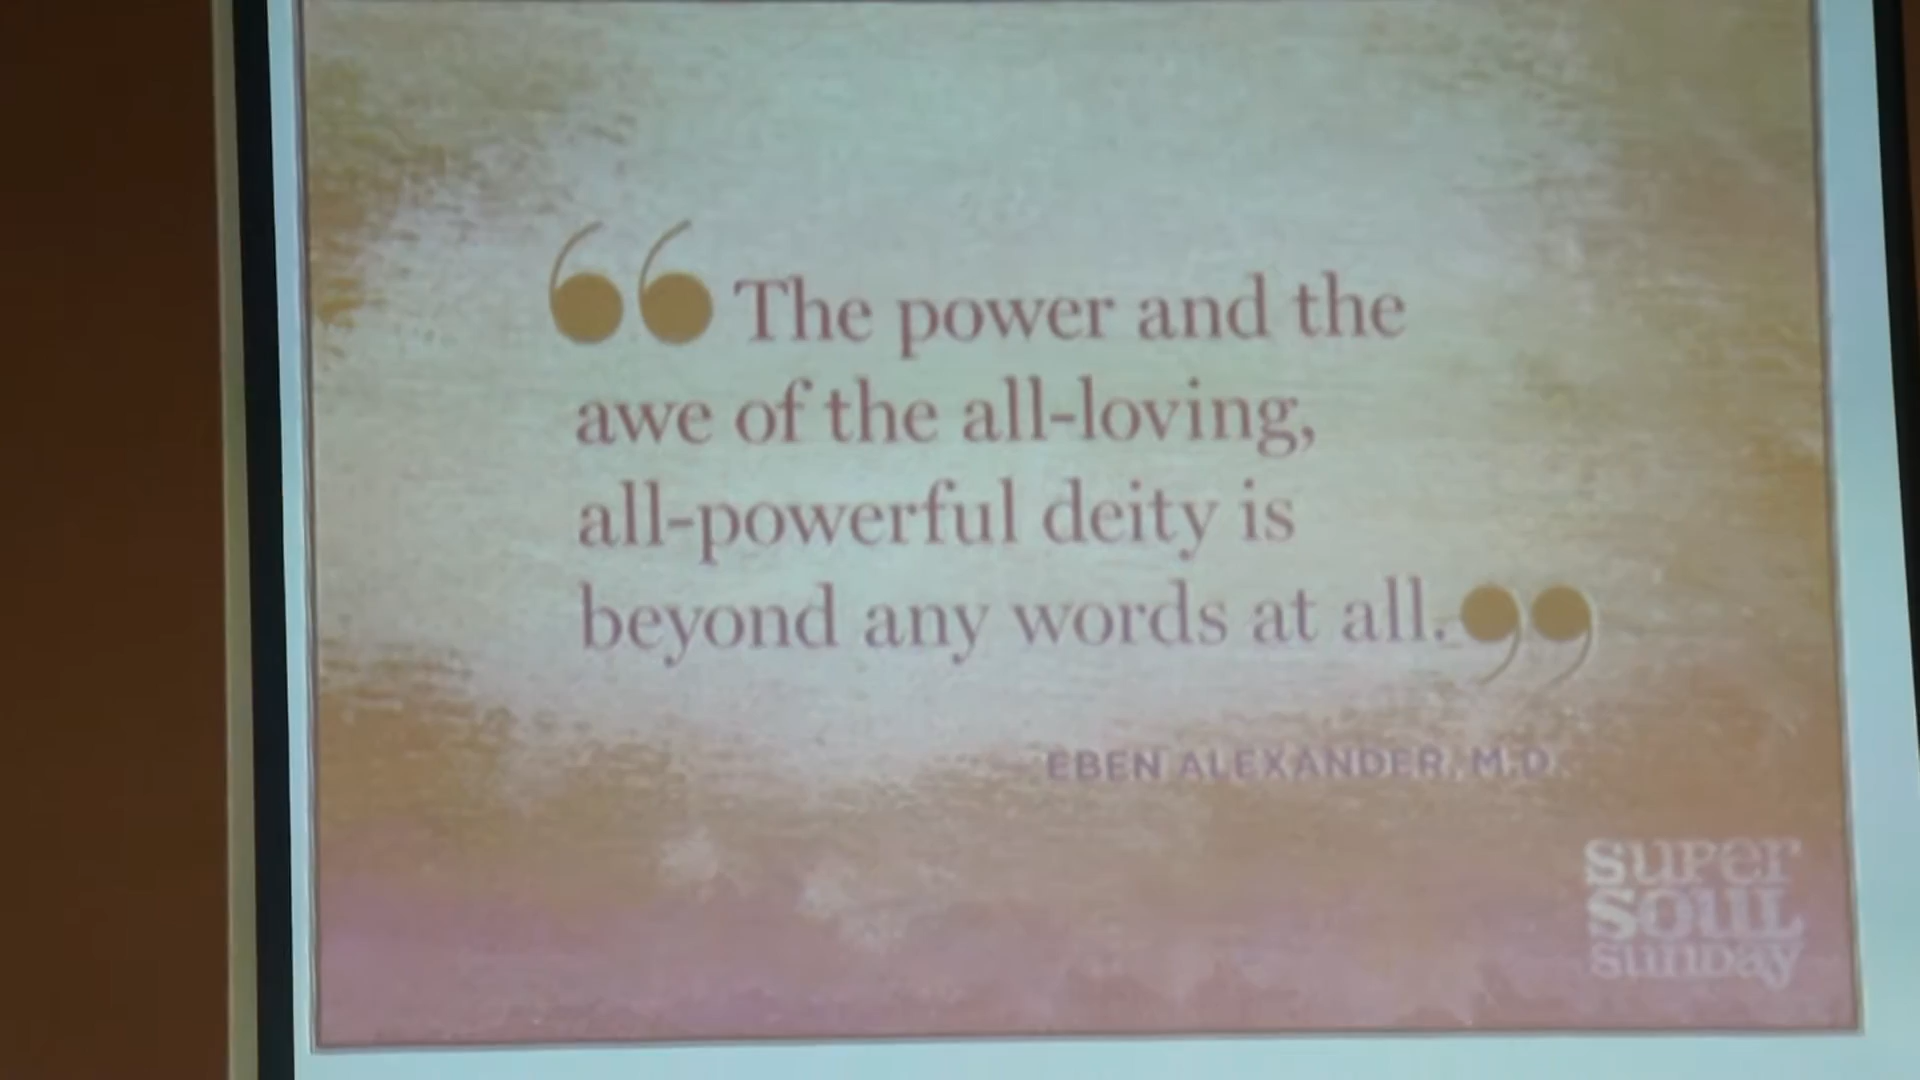 “The power and the
awe of the all-loving,
all-powerful deity is
beyond any words at all.”
EBEN ALEXANDER, M.D.
super
soul
sunday